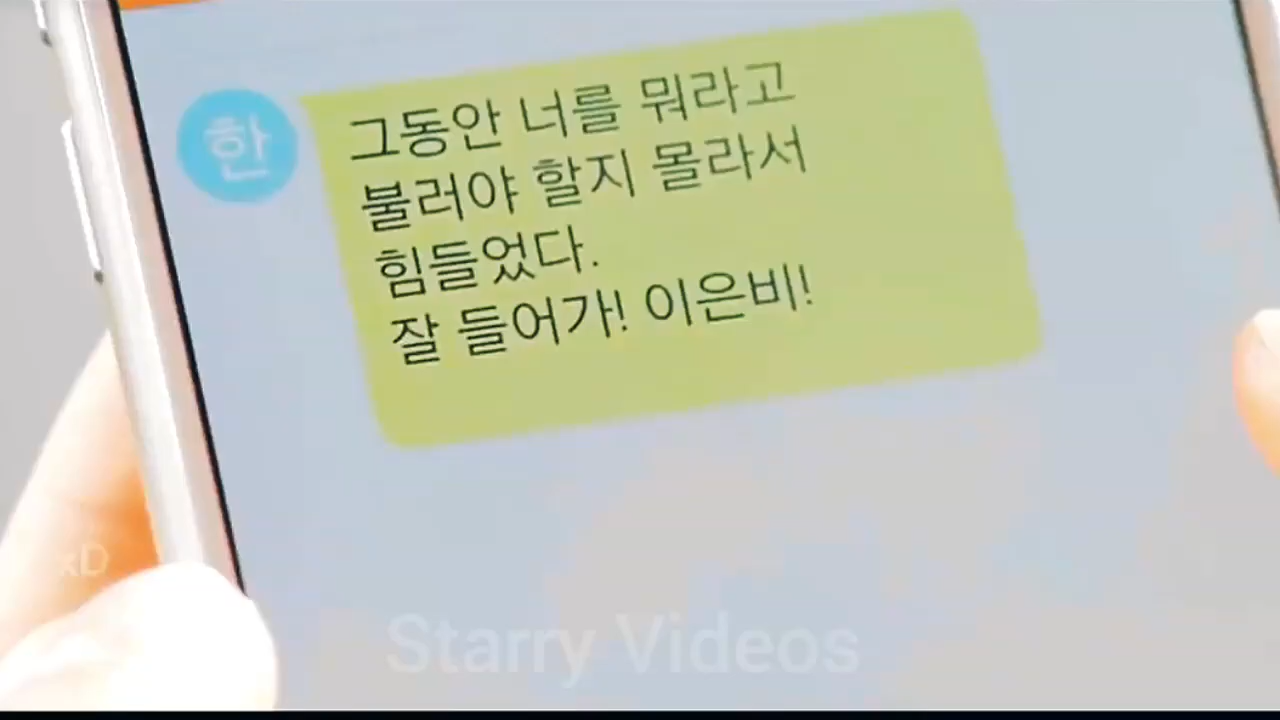 한
그동안 너를 뭐라고
불러야 할지 몰라서
힘들었다.
잘 들어가! 이은비!
xD
Starry Videos